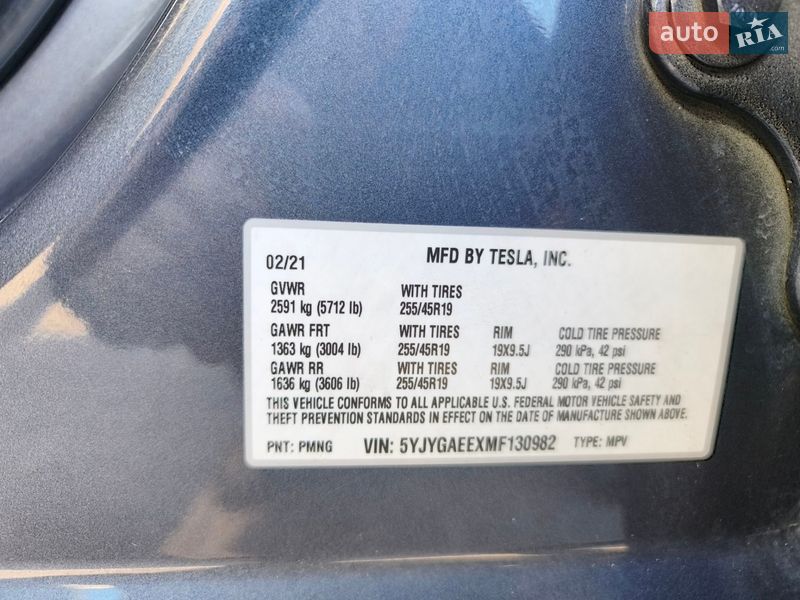 auto RIA .com
02/21 MFD BY TESLA, INC.
GVWR WITH TIRES
2591 kg (5712 lb) 255/45R19
GAWR FRT WITH TIRES RIM COLD TIRE PRESSURE
1363 kg (3004 lb) 255/45R19 19X9.5J 290 kPa, 42 psi
GAWR RR WITH TIRES RIM COLD TIRE PRESSURE
1636 kg (3606 lb) 255/45R19 19X9.5J 290 kPa, 42 psi
THIS VEHICLE CONFORMS TO ALL APPLICABLE U.S. FEDERAL MOTOR VEHICLE SAFETY AND
THEFT PREVENTION STANDARDS IN EFFECT ON THE DATE OF MANUFACTURE SHOWN ABOVE.
PNT: PMNG VIN: 5YJYGAEEXMF130982 TYPE: MPV